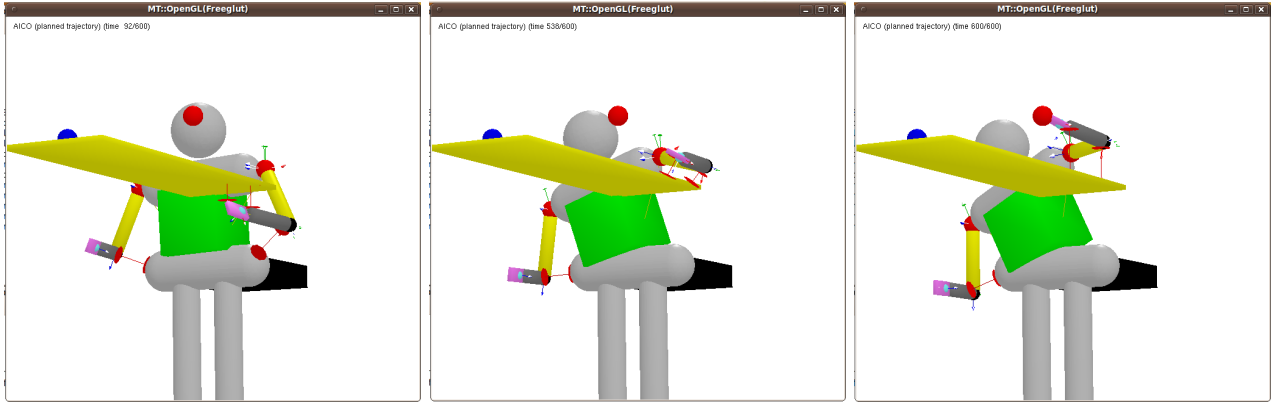 MT::OpenGL(Freeglut)
AICO (planned trajectory) (time 92/600)
MT::OpenGL(Freeglut)
AICO (planned trajectory) (time 536/600)
MT::OpenGL(Freeglut)
AICO (planned trajectory) (time 600/600)